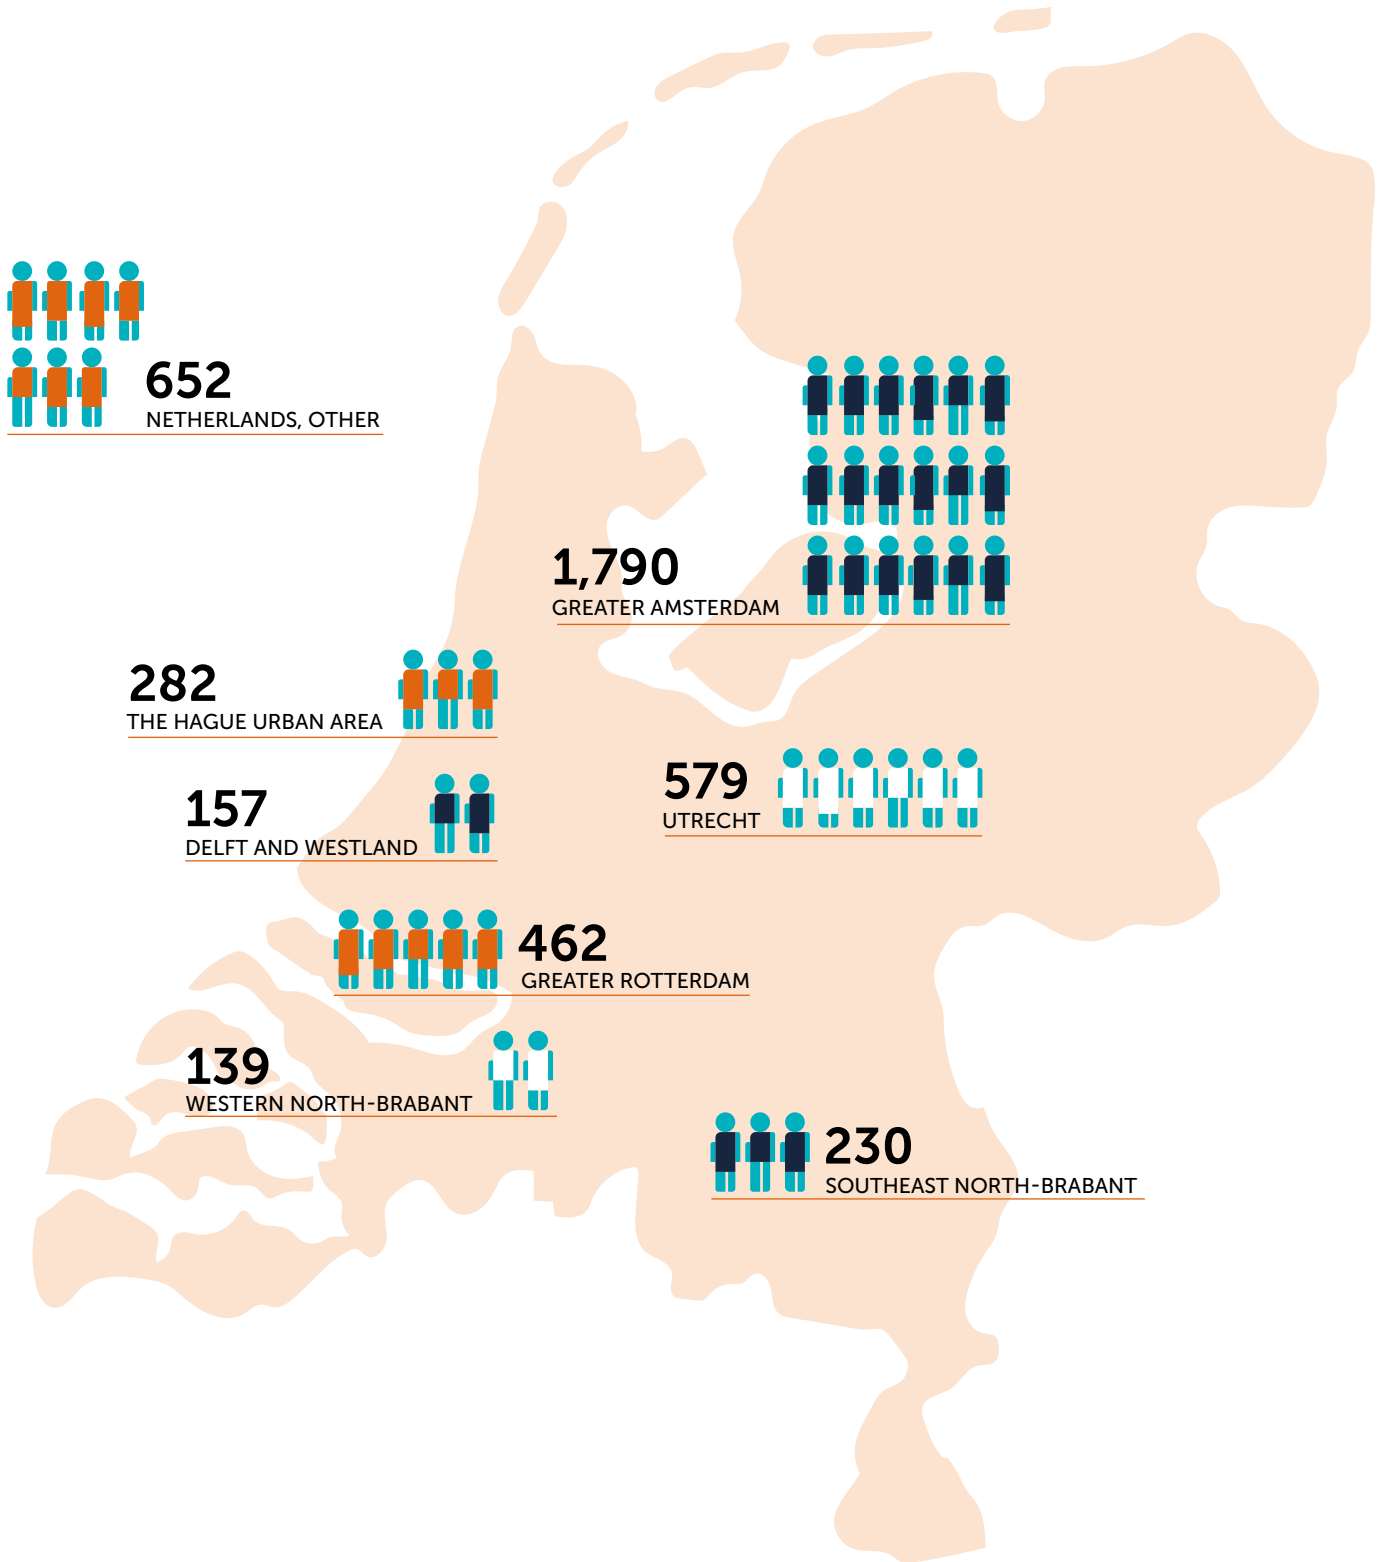 652
NETHERLANDS, OTHER
1,790
GREATER AMSTERDAM
282
THE HAGUE URBAN AREA
579
UTRECHT
157
DELFT AND WESTLAND
462
GREATER ROTTERDAM
139
WESTERN NORTH-BRABANT
230
SOUTHEAST NORTH-BRABANT